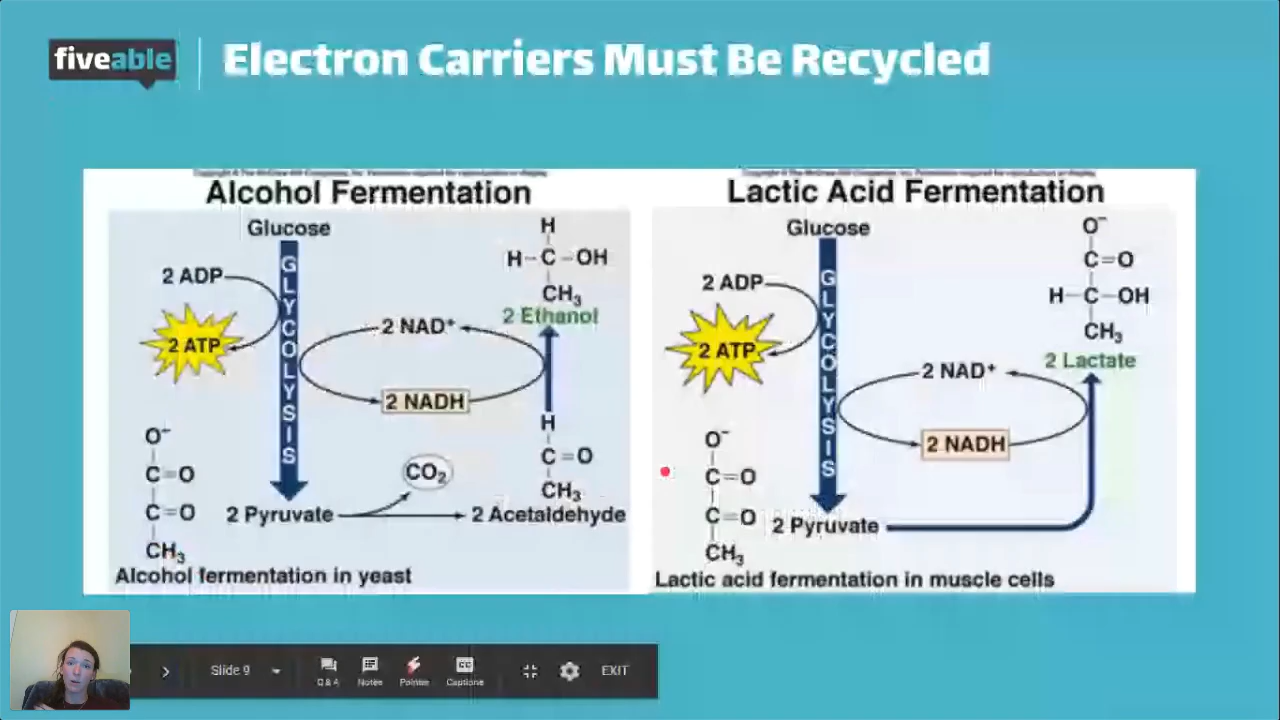 fiveable
Electron Carriers Must Be Recycled
Alcohol Fermentation
Glucose
2 ADP
2 ATP
GLYCOLYSIS
2 NAD⁺
2 NADH
H
H-C-OH
CH₃
2 Ethanol
H
C=O
CH₃
2 Acetaldehyde
CO₂
2 Pyruvate
O⁻
C=O
C=O
CH₃
Alcohol fermentation in yeast
Lactic Acid Fermentation
Glucose
2 ADP
2 ATP
GLYCOLYSIS
2 NAD⁺
2 NADH
O⁻
C=O
H-C-OH
CH₃
2 Lactate
O⁻
C=O
C=O
CH₃
2 Pyruvate
Lactic acid fermentation in muscle cells
Slide 9
Q & A
Notes
Pointer
CC
Captions
EXIT